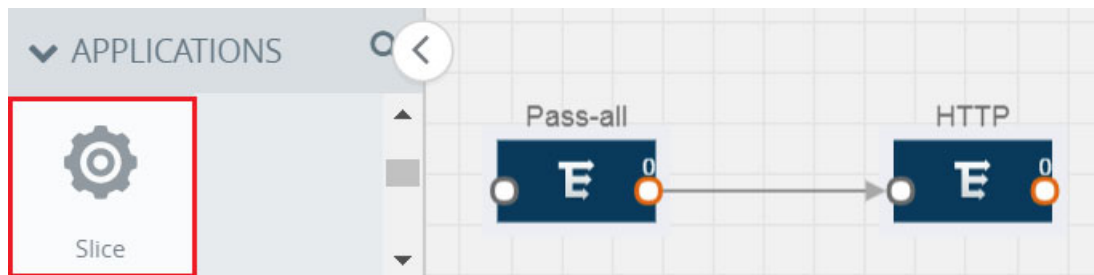 APPLICATIONS
Slice
Pass-all
0
HTTP
0